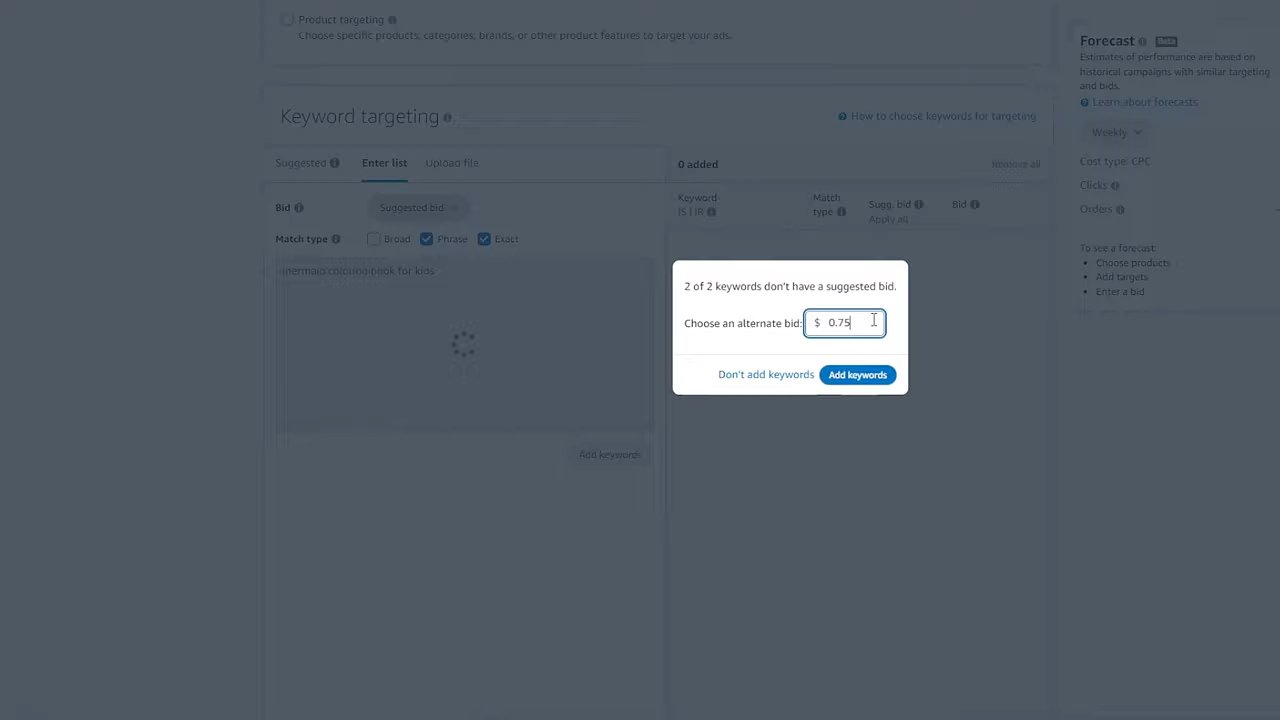 Product targeting
Choose specific products, categories, brands, or other product features to target your ads.
Keyword targeting
How to choose keywords for targeting
Suggested
Enter list
Upload file
Bid
Suggested bid
Match type
Broad
Phrase
Exact
mermaid coloring book for kids
Add keywords
0 added
Remove all
Keyword
IS | IR
Match
type
Sugg. bid
Apply all
Bid
2 of 2 keywords don't have a suggested bid.
Choose an alternate bid: $ 0.75
Don't add keywords
Add keywords
Forecast Beta
Estimates of performance are based on
historical campaigns with similar targeting
and bids.
Learn about forecasts
Weekly
Cost type: CPC
Clicks
Orders
To see a forecast:
• Choose products
• Add targets
• Enter a bid